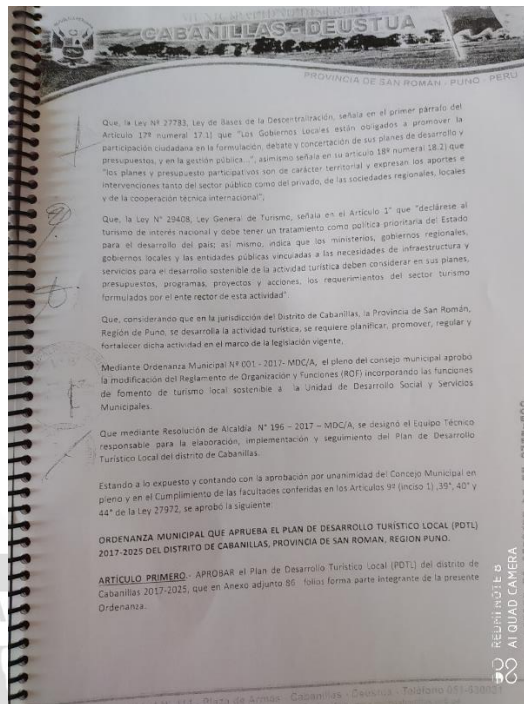 MUNICIPALIDAD DISTRITAL
CABANILLAS - DEUSTUA
PROVINCIA DE SAN ROMÁN - PUNO - PERU
Que, la Ley Nº 27783, Ley de Bases de la Descentralización, señala en el primer párrafo del
Artículo 17º numeral 17.1) que "Los Gobiernos Locales están obligados a promover la
participación ciudadana en la formulación, debate y concertación de sus planes de desarrollo y
presupuestos, y en la gestión pública...", asimismo señala en su artículo 18º numeral 18.2) que
"los planes y presupuesto participativos son de carácter territorial y expresan los aportes e
intervenciones tanto del sector público como del privado, de las sociedades regionales, locales
y de la cooperación técnica internacional",
Que, la Ley N° 29408, Ley General de Turismo, señala en el Artículo 1° que "declárese al
turismo de interés nacional y debe tener un tratamiento como política prioritaria del Estado
para el desarrollo del país; así mismo, indica que los ministerios, gobiernos regionales,
gobiernos locales y las entidades públicas vinculadas a las necesidades de infraestructura y
servicios para el desarrollo sostenible de la actividad turística deben considerar en sus planes,
presupuestos, programas, proyectos y acciones, los requerimientos del sector turismo
formulados por el ente rector de esta actividad".
Que, considerando que en la jurisdicción del Distrito de Cabanillas, la Provincia de San Román,
Región de Puno, se desarrolla la actividad turística, se requiere planificar, promover, regular y
fortalecer dicha actividad en el marco de la legislación vigente,
Mediante Ordenanza Municipal Nº 001 - 2017- MDC/A, el pleno del consejo municipal aprobó
la modificación del Reglamento de Organización y Funciones (ROF) incorporando las funciones
de fomento de turismo local sostenible a la Unidad de Desarrollo Social y Servicios
Municipales.
Que mediante Resolución de Alcaldía N° 196 – 2017 – MDC/A, se designó el Equipo Técnico
responsable para la elaboración, implementación y seguimiento del Plan de Desarrollo
Turístico Local del distrito de Cabanillas.
Estando a lo expuesto y contando con la aprobación por unanimidad del Concejo Municipal en
pleno y en el Cumplimiento de las facultades conferidas en los Artículos 9º (inciso 1) ,39°, 40° y
44° de la Ley 27972, se aprobó la siguiente:
ORDENANZA MUNICIPAL QUE APRUEBA EL PLAN DE DESARROLLO TURÍSTICO LOCAL (PDTL)
2017-2025 DEL DISTRITO DE CABANILLAS, PROVINCIA DE SAN ROMAN, REGION PUNO.
ARTÍCULO PRIMERO.- APROBAR el Plan de Desarrollo Turístico Local (PDTL) del distrito de
Cabanillas 2017-2025, que en Anexo adjunto 86 folios forma parte integrante de la presente
Ordenanza.
Plaza de Armas - Cabanillas - Deustua - Teléfono
REDMI NOTE 8
AI QUAD CAMERA